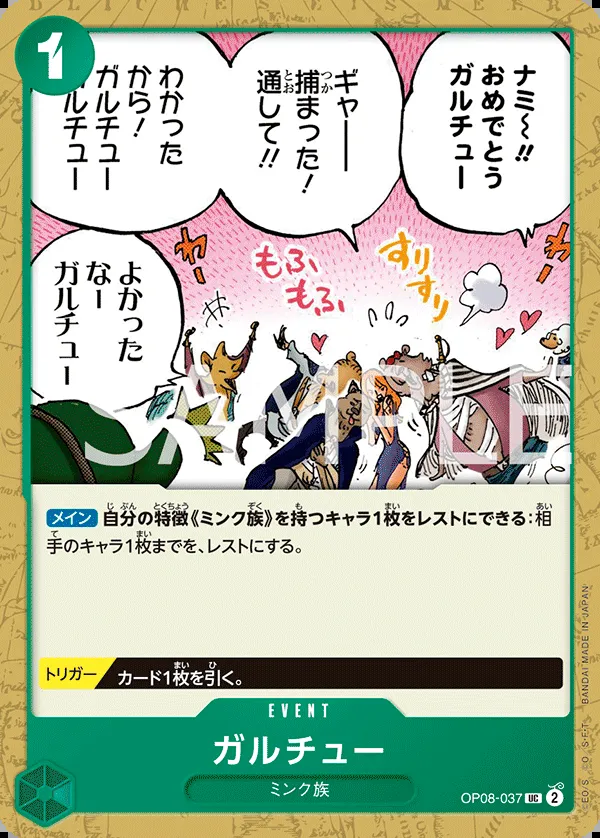 DLICHES EISMEER
1
ナミ～!!
おめでとう
ガルチュー
ギャー――
捕まった!
通して!!
わかった
から!
ガルチュー
ガルチュー
よかった
なー
ガルチュー
わー
わー
もふもふ
すりすり
SAMPLE
メイン 自分の特徴《ミンク族》を持つキャラ1枚をレストにできる:相
手のキャラ1枚までを、レストにする。
トリガー カード1枚を引く。
EVENT
ガルチュー
ミンク族
OP08-037 UC 2
BANDAI MADE IN JAPAN